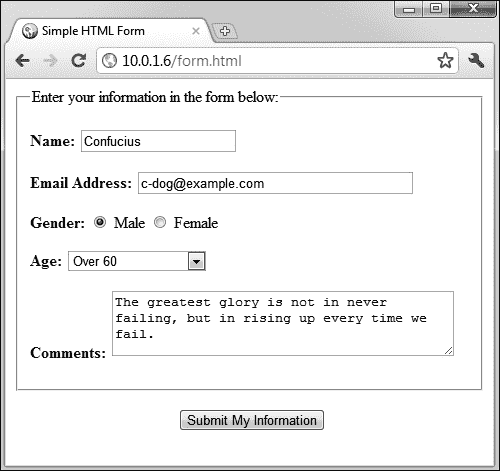 Simple HTML Form
10.0.1.6/form.html
Enter your information in the form below:
Name: Confucius
Email Address: c-dog@example.com
Gender: Male Female
Age: Over 60
The greatest glory is not in never
failing, but in rising up every time we
fail.
Comments:
Submit My Information